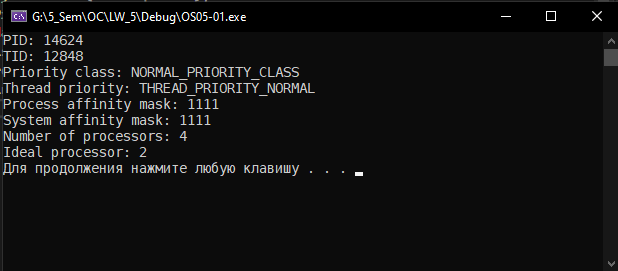 G:\5_Sem\OC\LW_5\Debug\OS05-01.exe
PID: 14624
TID: 12848
Priority class: NORMAL_PRIORITY_CLASS
Thread priority: THREAD_PRIORITY_NORMAL
Process affinity mask: 1111
System affinity mask: 1111
Number of processors: 4
Ideal processor: 2
Для продолжения нажмите любую клавишу . . .